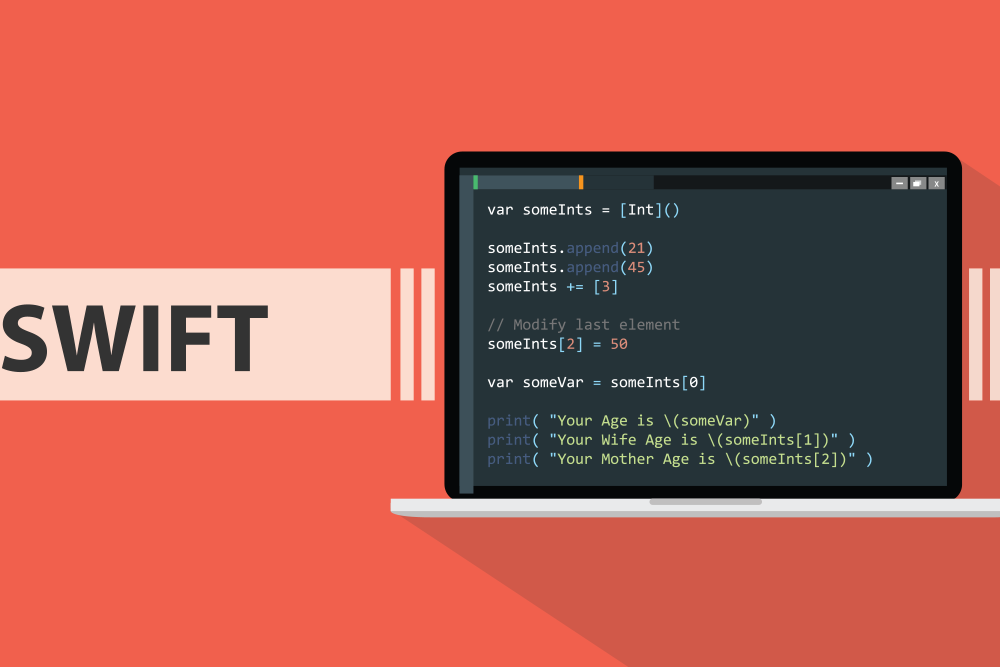 SWIFT
x
var someInts = [Int]()
someInts.append(21)
someInts.append(45)
someInts += [3]
// Modify last element
someInts[2] = 50
var someVar = someInts[0]
print( "Your Age is \(someVar)" )
print( "Your Wife Age is \(someInts[1])" )
print( "Your Mother Age is \(someInts[2])" )